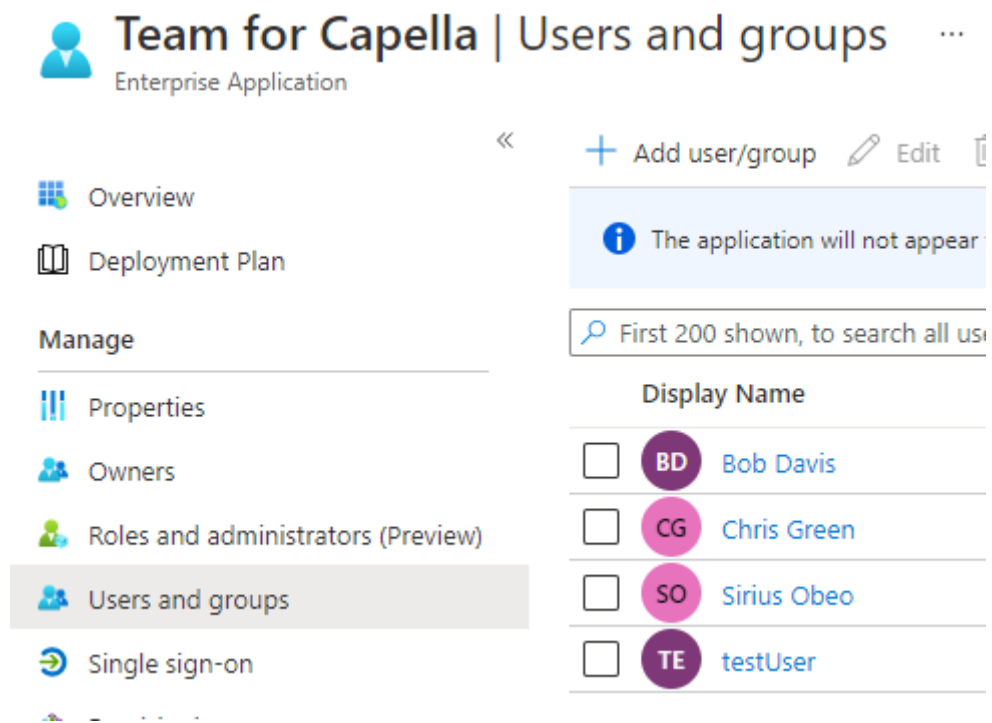 Team for Capella | Users and groups ...
Enterprise Application
«
Overview
Deployment Plan
Manage
Properties
Owners
Roles and administrators (Preview)
Users and groups
Single sign-on
Add user/group Edit
The application will not appear
First 200 shown, to search all use
Display Name
BD Bob Davis
CG Chris Green
SO Sirius Obeo
TE testUser